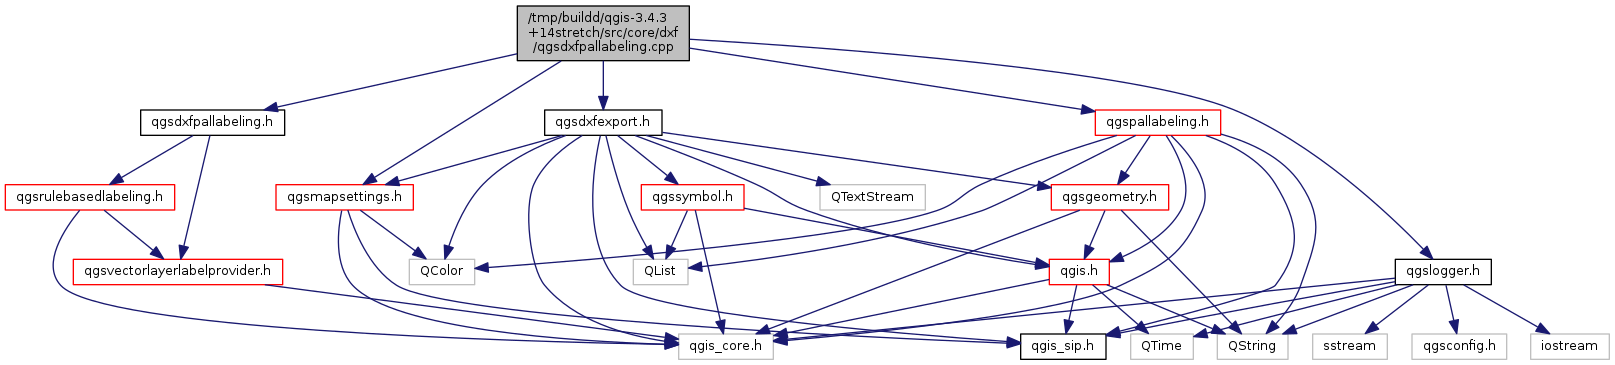 /tmp/buildd/qgis-3.4.3
+14stretch/src/core/dxf
/qgsdxfpallabeling.cpp
qgsdxfpallabeling.h
qgsdxfexport.h
qgspallabeling.h
qgsrulebasedlabeling.h
qgsmapsettings.h
qgssymbol.h
QTextStream
qgsgeometry.h
qgsvectorlayerlabelprovider.h
QColor
QList
qgis.h
qgslogger.h
qgis_core.h
qgis_sip.h
QTime
QString
sstream
qgsconfig.h
iostream